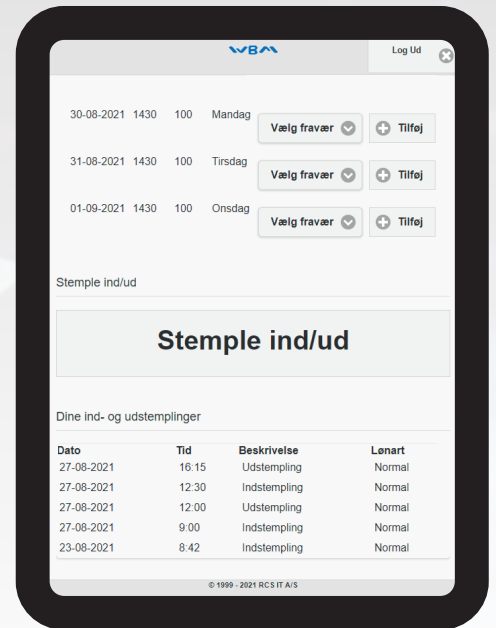 WBM Log Ud
30-08-2021 1430 100 Mandag Vælg fravær Tilføj
31-08-2021 1430 100 Tirsdag Vælg fravær Tilføj
01-09-2021 1430 100 Onsdag Vælg fravær Tilføj
Stemple ind/ud
Stemple ind/ud
Dine ind- og udstemplinger
Dato Tid Beskrivelse Lønart
27-08-2021 16:15 Udstempling Normal
27-08-2021 12:30 Indstempling Normal
27-08-2021 12:00 Udstempling Normal
27-08-2021 9:00 Indstempling Normal
23-08-2021 8:42 Indstempling Normal
© 1999 - 2021 RCS IT A/S